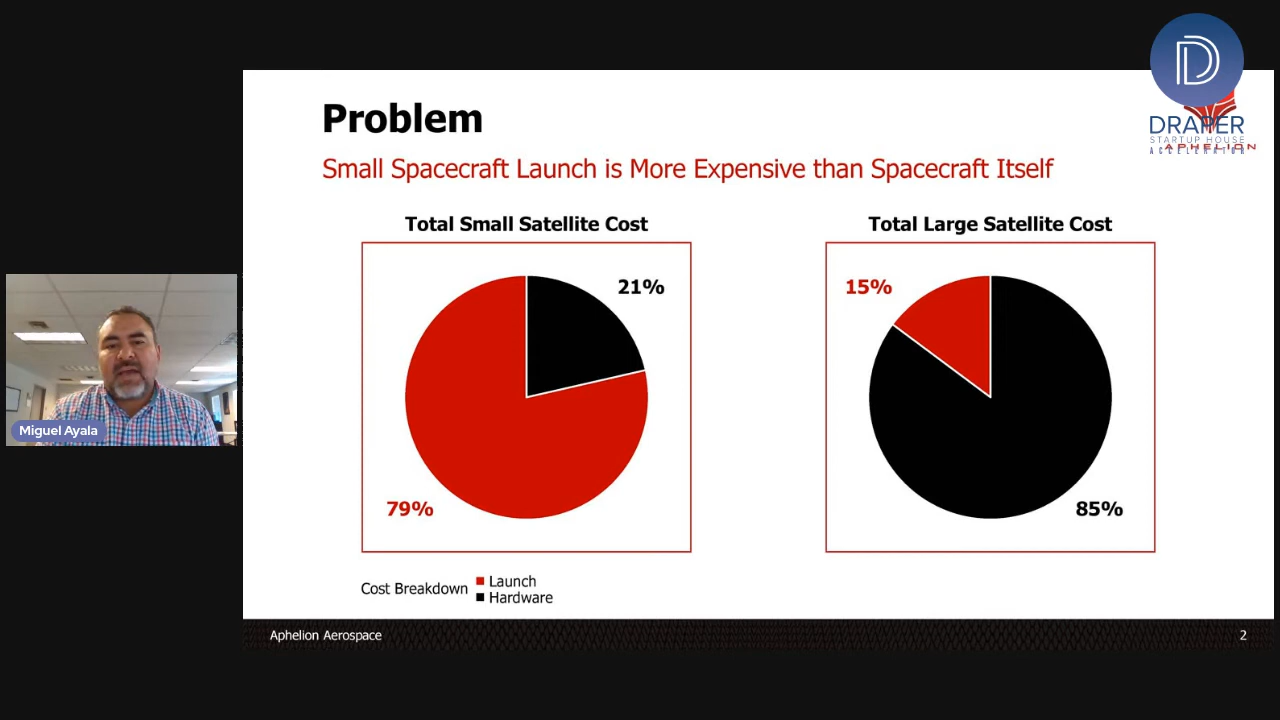 Problem
Small Spacecraft Launch is More Expensive than Spacecraft Itself
DRAPER
STARTUP HOUSE
ACCELERATOR
APHELION
Total Small Satellite Cost
21%
79%
Total Large Satellite Cost
15%
85%
Cost Breakdown
Launch
Hardware
Miguel Ayala
Aphelion Aerospace
2